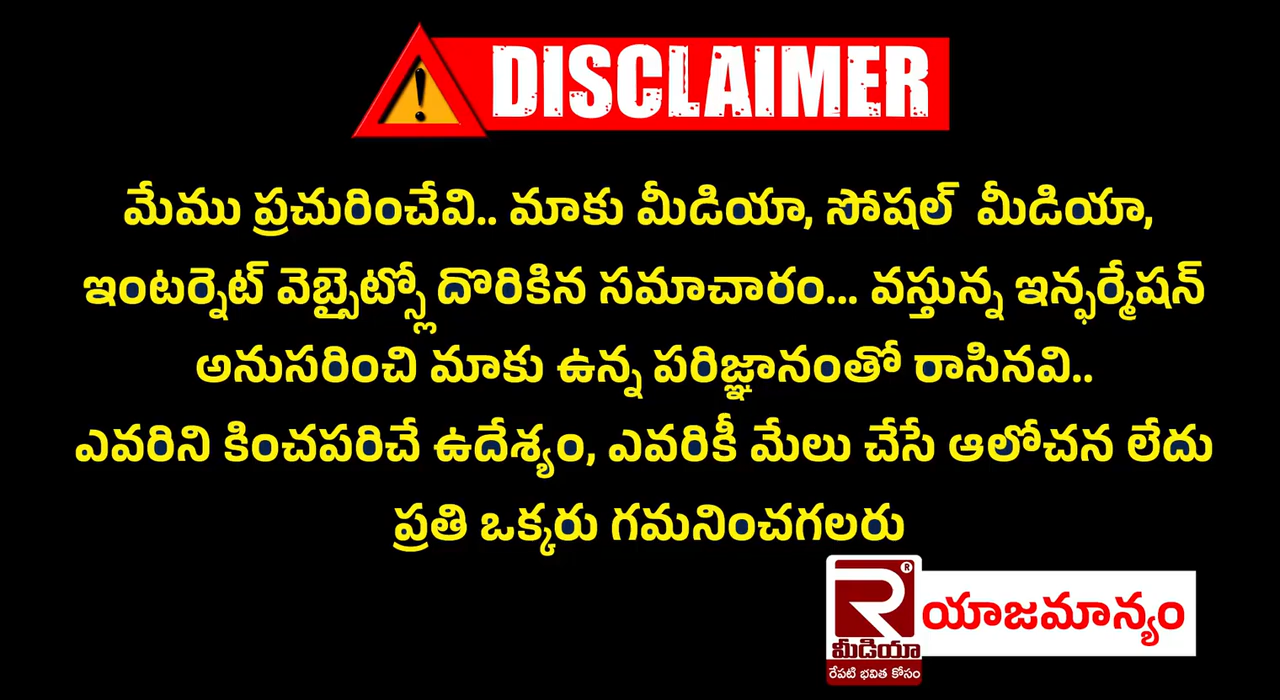 DISCLAIMER
మేము ప్రచురించేవి.. మాకు మీడియా, సోషల్ మీడియా,
ఇంటర్నెట్ వెబ్సైట్స్లో దొరికిన సమాచారం... వస్తున్న ఇన్ఫర్మేషన్
అనుసరించి మాకు ఉన్న పరిజ్ఞానంతో రాసినవి..
ఎవరిని కించపరిచే ఉదేశ్యం, ఎవరికీ మేలు చేసే ఆలోచన లేదు
ప్రతి ఒక్కరు గమనించగలరు
R ®
మీడియా
రేపటి భవిత కోసం
యాజమాన్యం